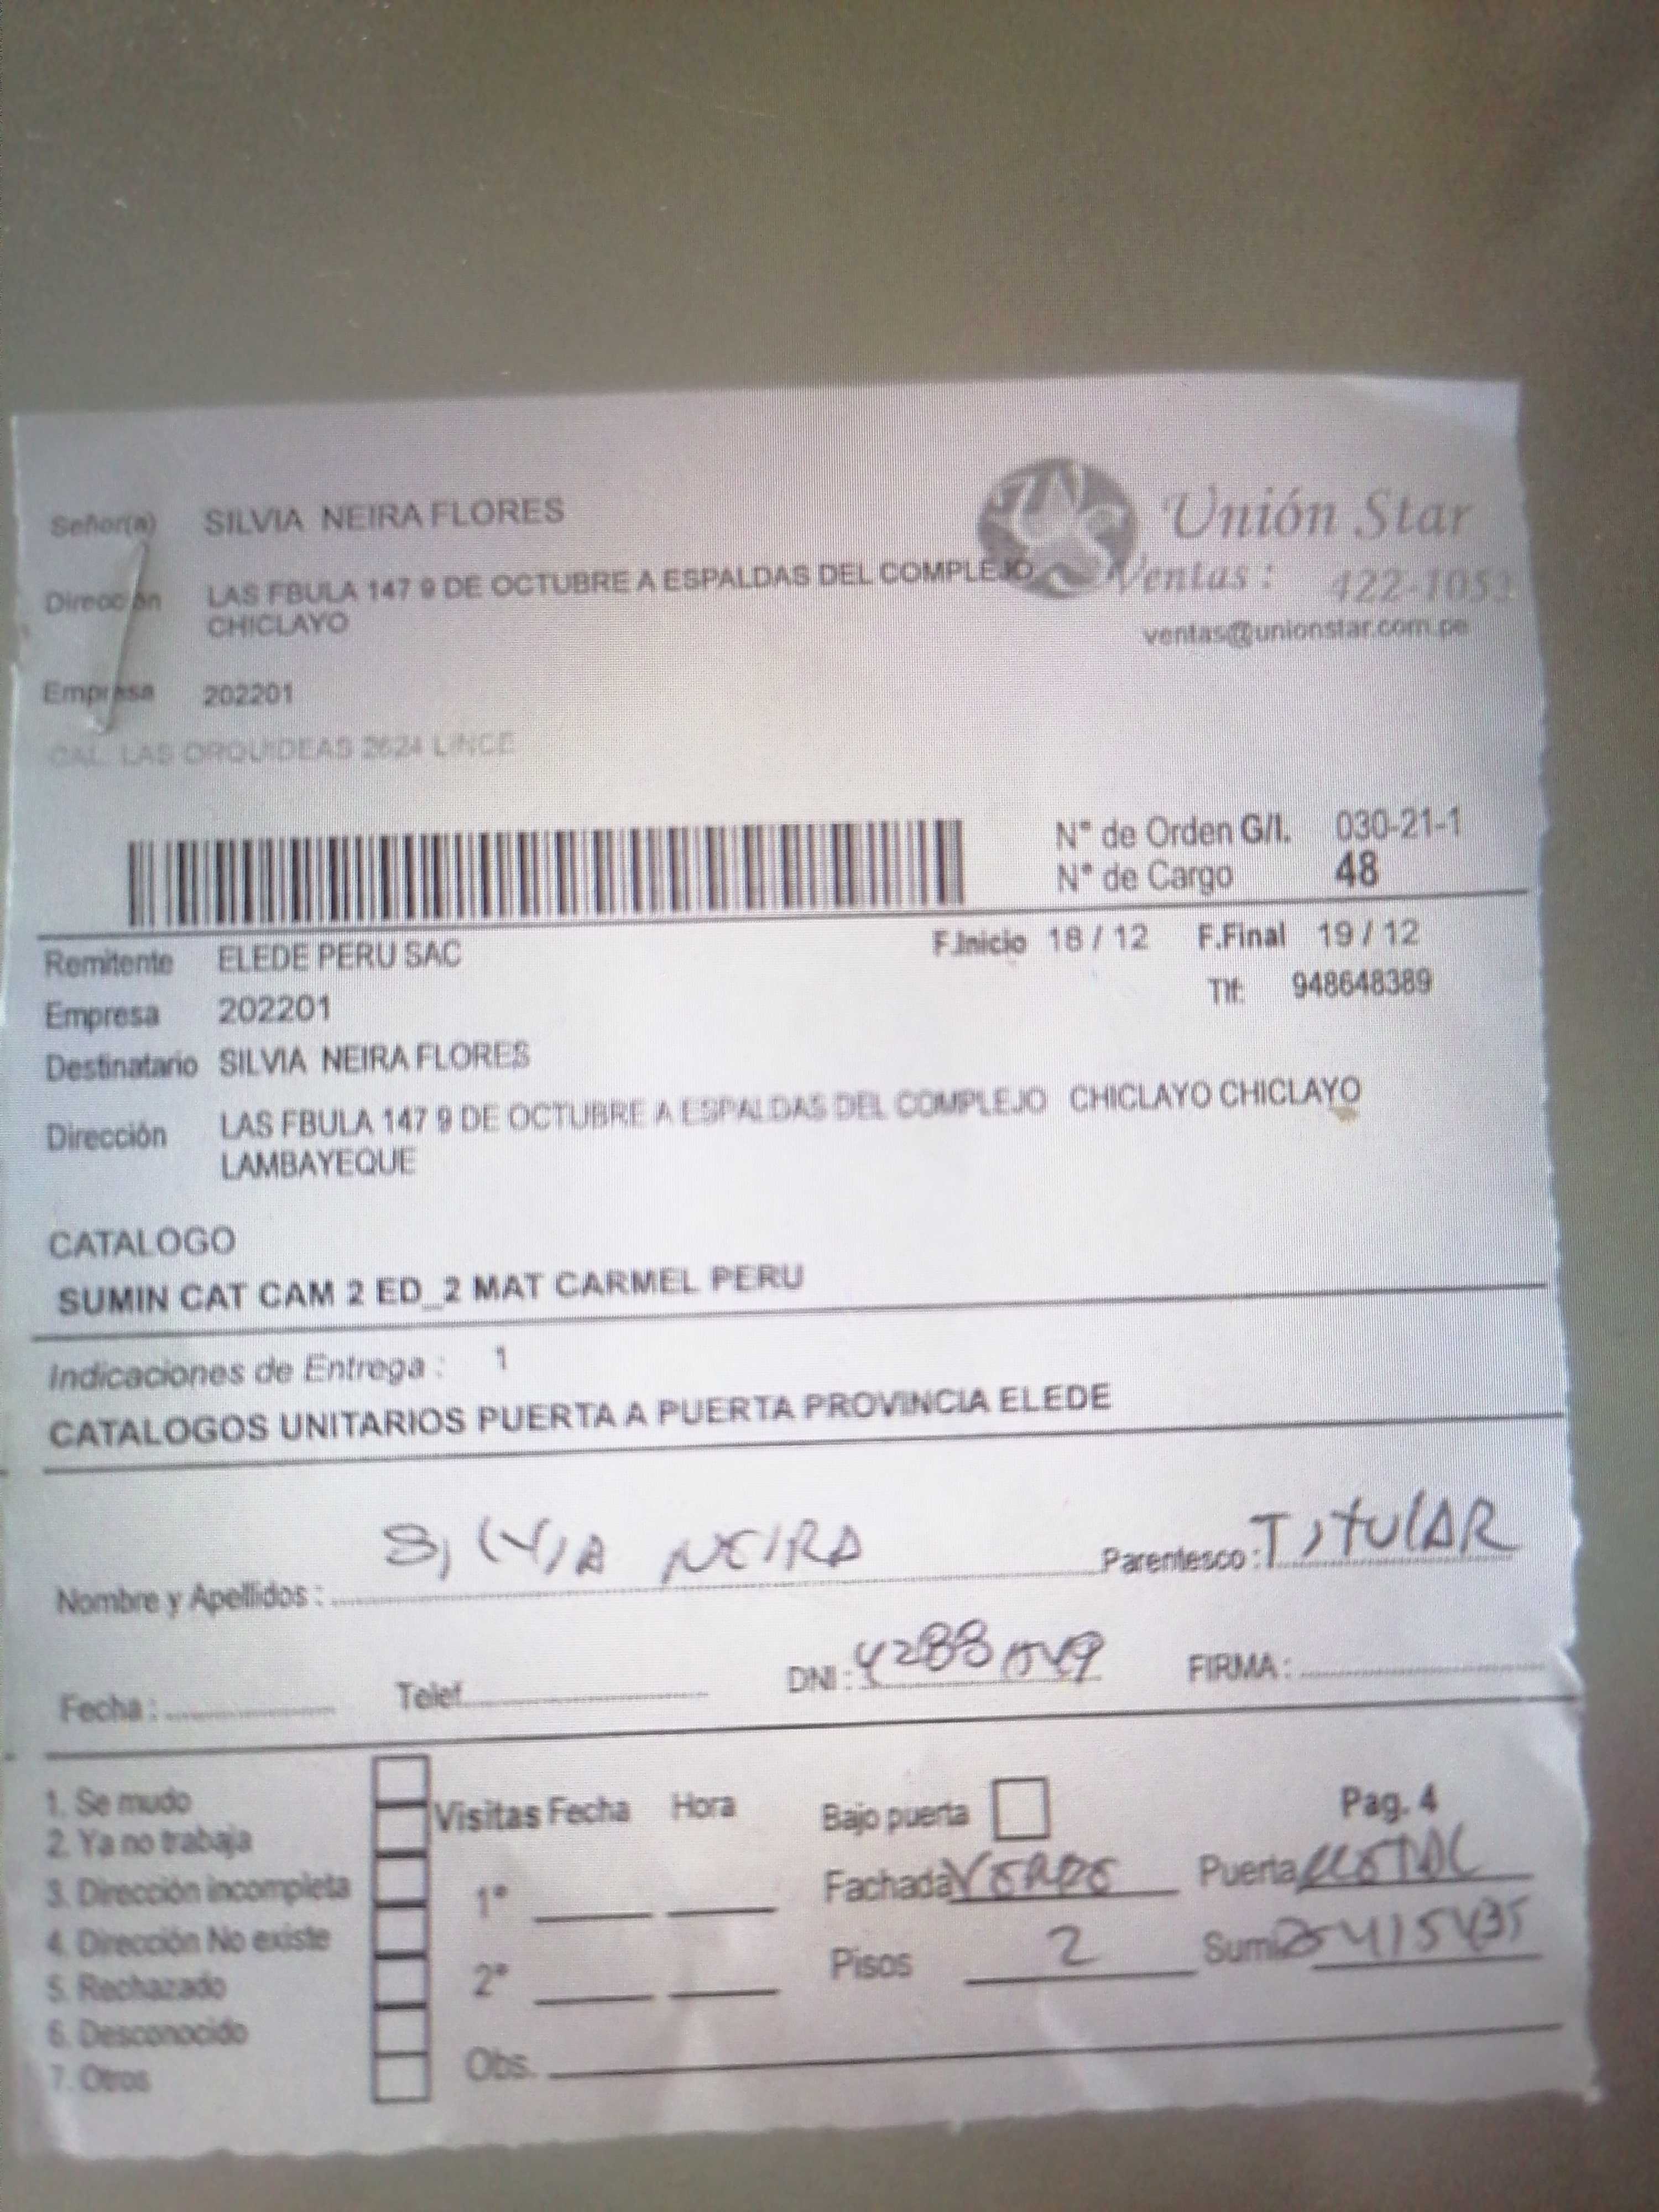 Señor(a) SILVIA NEIRA FLORES
Unión Star
Dirección LAS FBULA 147 9 DE OCTUBRE A ESPALDAS DEL COMPLEJO
CHICLAYO
Ventas : 422-1053
ventas@unionstar.com.pe
Empresa 202201
CAL. LAS ORQUIDEAS 2624 LINCE
N° de Orden G/I. 030-21-1
N° de Cargo 48
Remitente ELEDE PERU SAC
F.Inicio 18 / 12 F.Final 19 / 12
Empresa 202201
Tlf: 948648389
Destinatario SILVIA NEIRA FLORES
Dirección LAS FBULA 147 9 DE OCTUBRE A ESPALDAS DEL COMPLEJO CHICLAYO CHICLAYO
LAMBAYEQUE
CATALOGO
SUMIN CAT CAM 2 ED_2 MAT CARMEL PERU
Indicaciones de Entrega : 1
CATALOGOS UNITARIOS PUERTA A PUERTA PROVINCIA ELEDE
Nombre y Apellidos : SilViA NEIRA Parentesco : TitulAR
Fecha : Telef. DNI : FIRMA :
1. Se mudo
2. Ya no trabaja
3. Dirección incompleta
4. Dirección No existe
5. Rechazado
6. Desconocido
7. Otros
Visitas Fecha Hora
1°
2°
Obs.
Bajo puerta
Pag. 4
Fachada Puerta
Pisos 2 Sumi